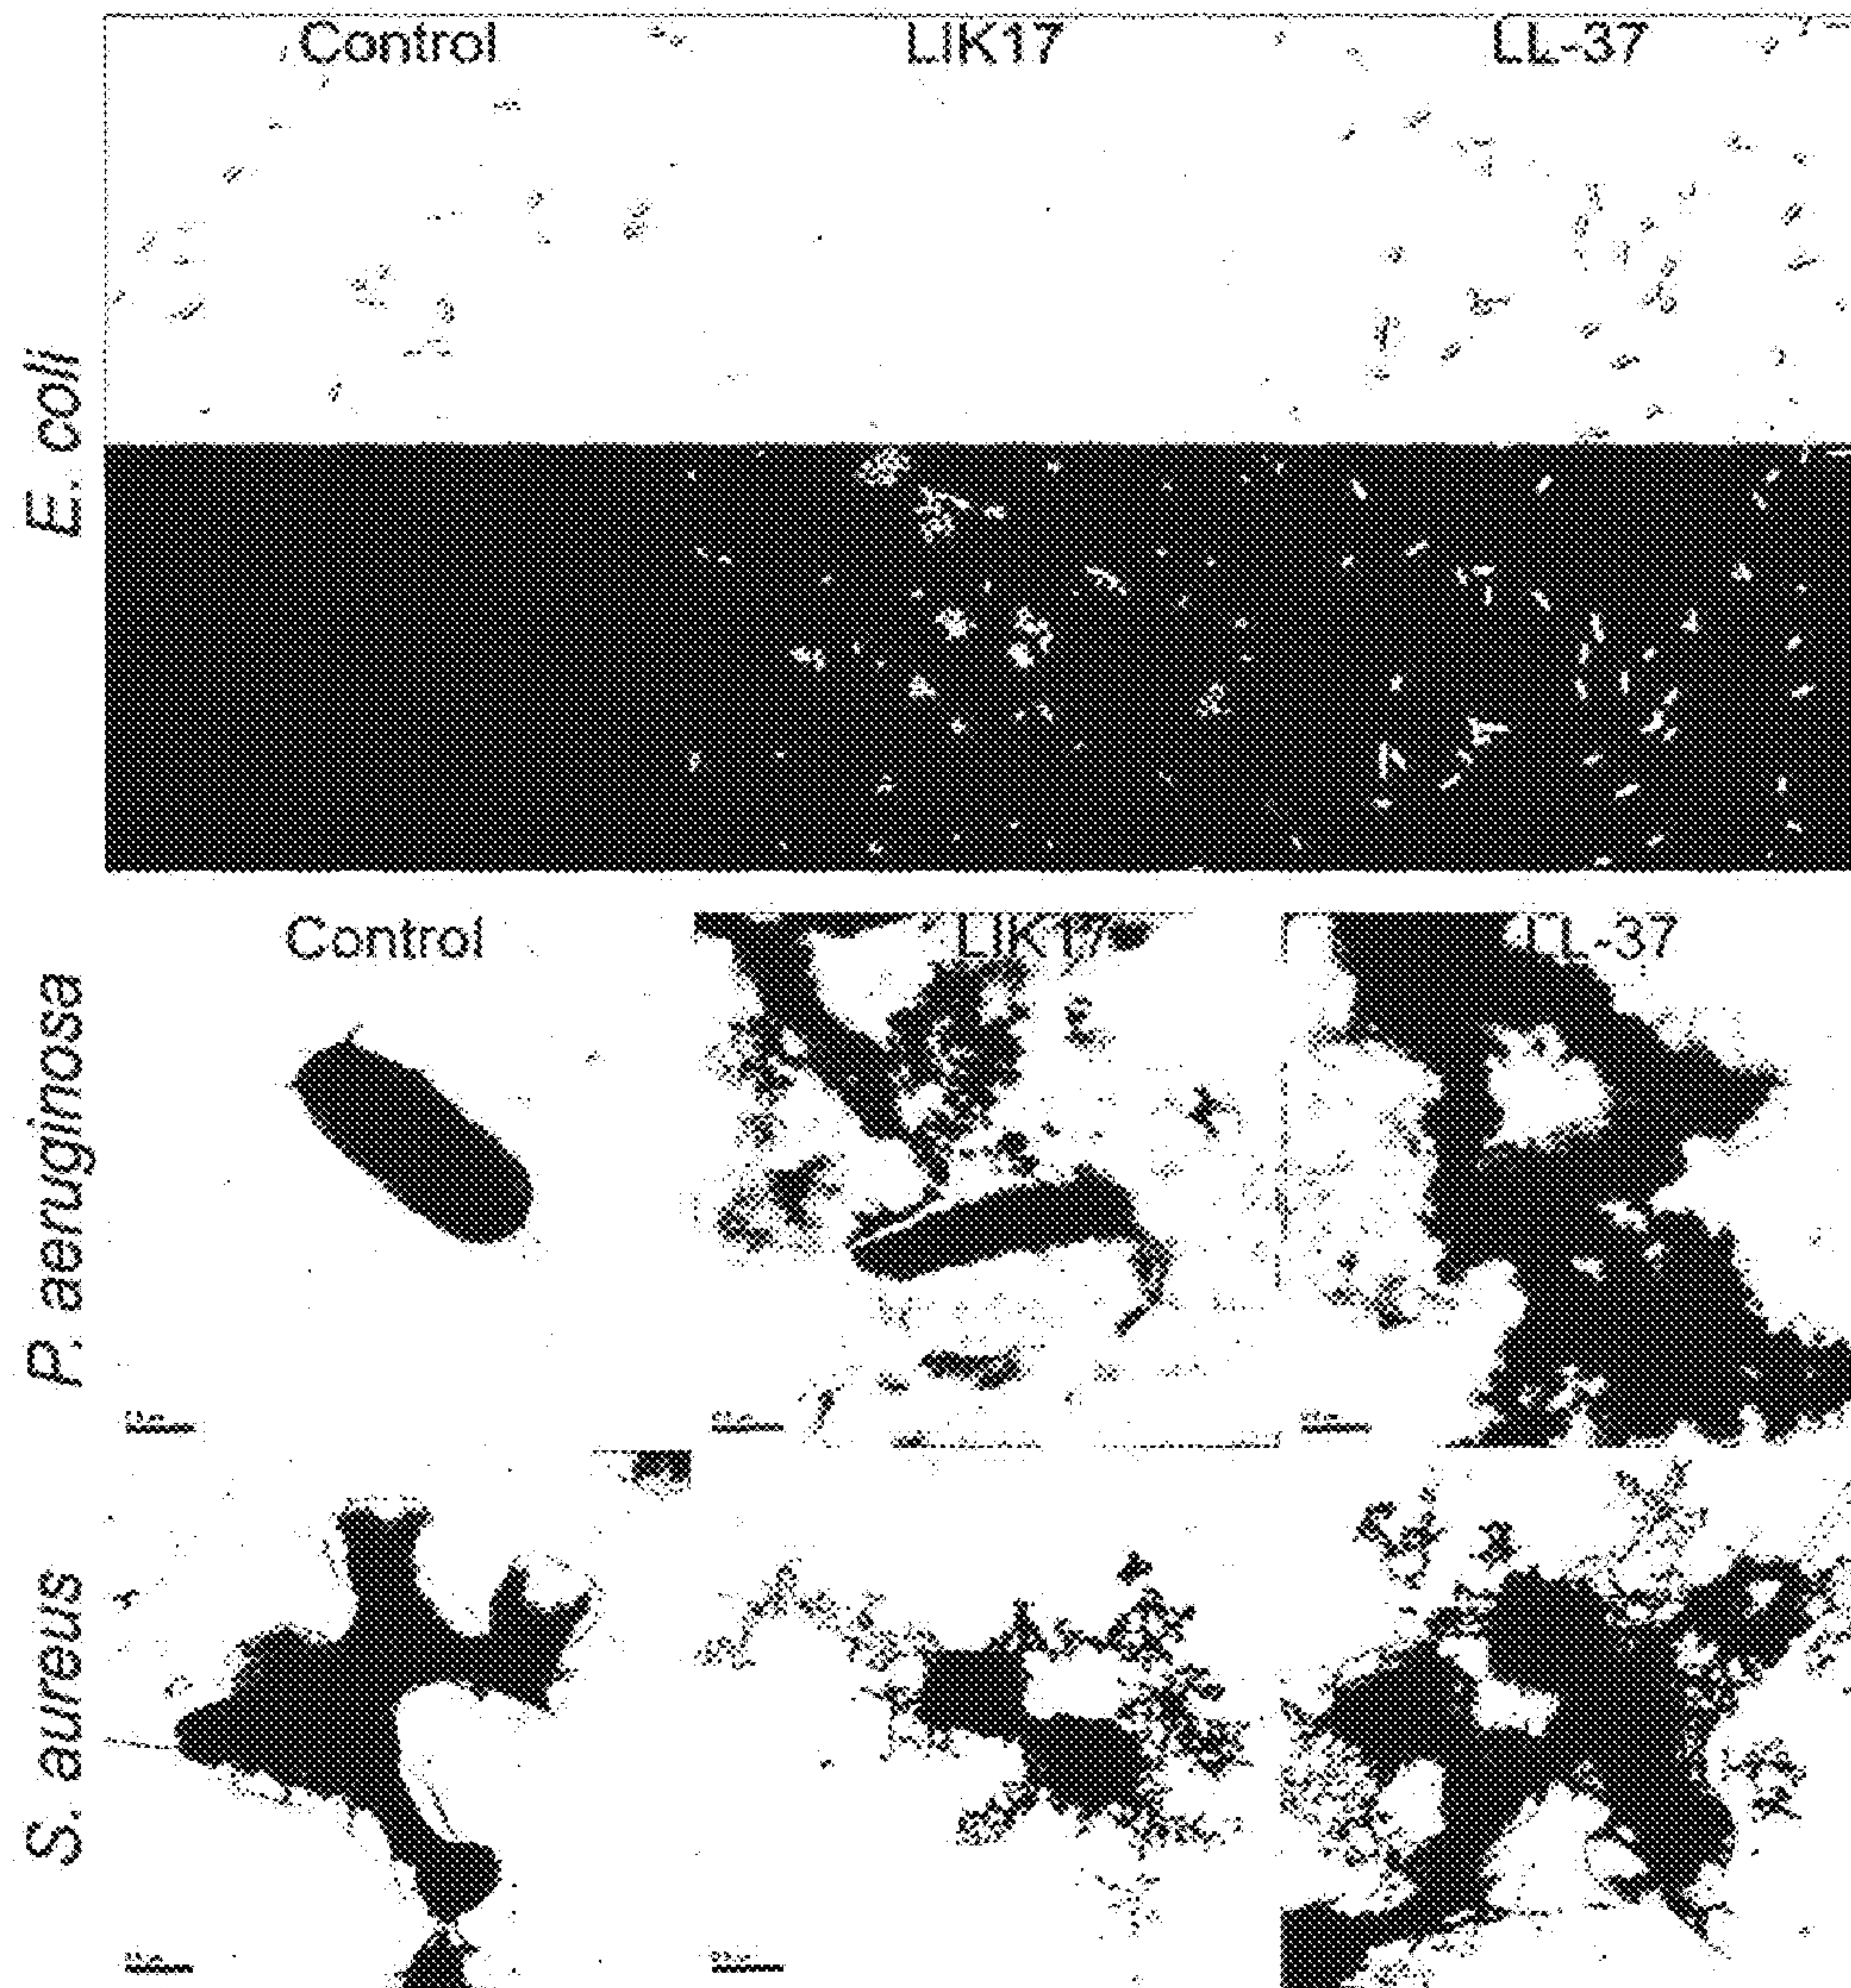 Control LIK17 LL-37
E. coli
Control LIK17 LL-37
P. aeruginosa
S. aureus